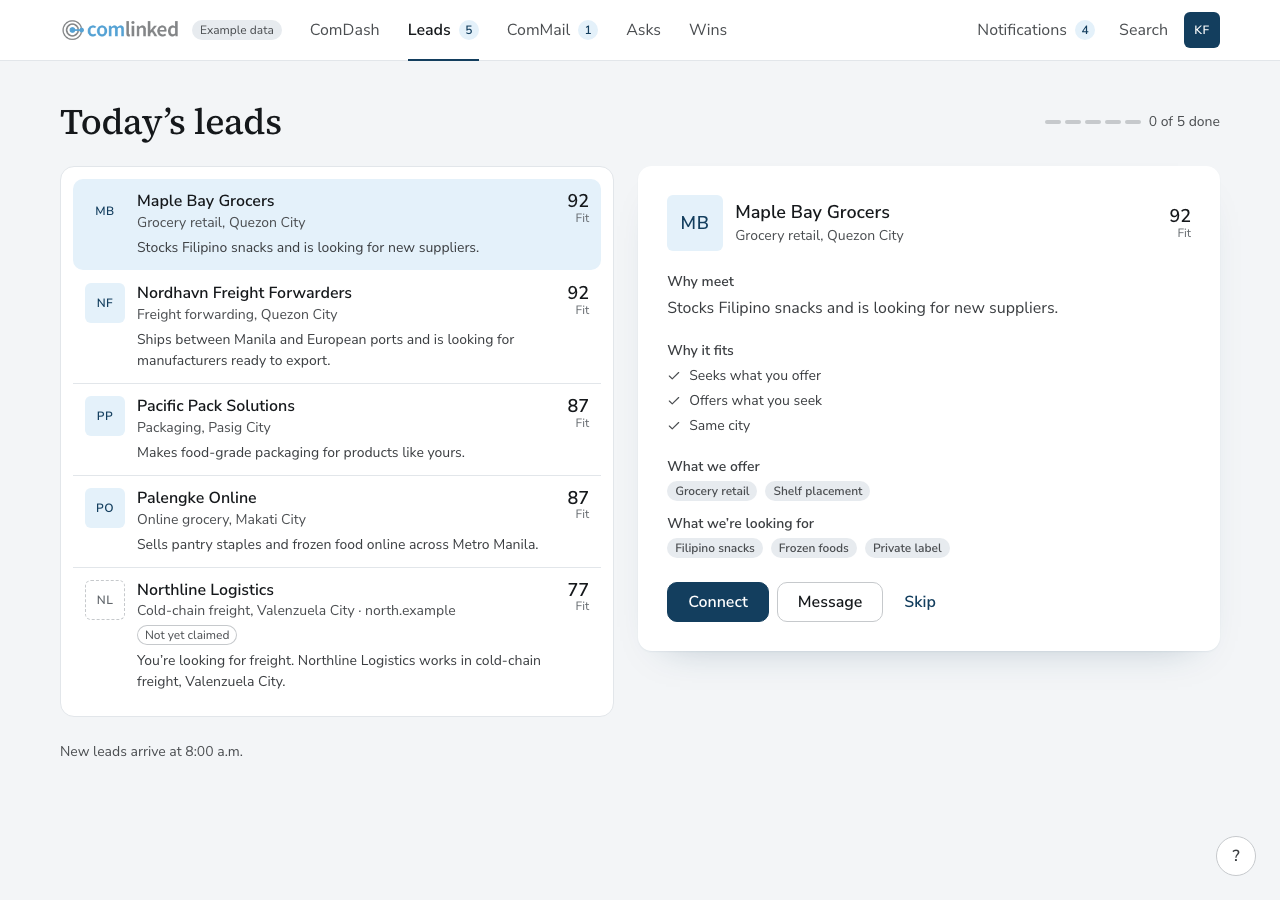 comlinked
Example data
ComDash
Leads 5
ComMail 1
Asks
Wins
Notifications 4
Search
KF
Today’s leads
0 of 5 done
MB
Maple Bay Grocers
Grocery retail, Quezon City
Stocks Filipino snacks and is looking for new suppliers.
92
Fit
NF
Nordhavn Freight Forwarders
Freight forwarding, Quezon City
Ships between Manila and European ports and is looking for
manufacturers ready to export.
92
Fit
PP
Pacific Pack Solutions
Packaging, Pasig City
Makes food-grade packaging for products like yours.
87
Fit
PO
Palengke Online
Online grocery, Makati City
Sells pantry staples and frozen food online across Metro Manila.
87
Fit
NL
Northline Logistics
Cold-chain freight, Valenzuela City · north.example
Not yet claimed
You’re looking for freight. Northline Logistics works in cold-chain
freight, Valenzuela City.
77
Fit
New leads arrive at 8:00 a.m.
MB
Maple Bay Grocers
Grocery retail, Quezon City
92
Fit
Why meet
Stocks Filipino snacks and is looking for new suppliers.
Why it fits
Seeks what you offer
Offers what you seek
Same city
What we offer
Grocery retail
Shelf placement
What we’re looking for
Filipino snacks
Frozen foods
Private label
Connect
Message
Skip
?